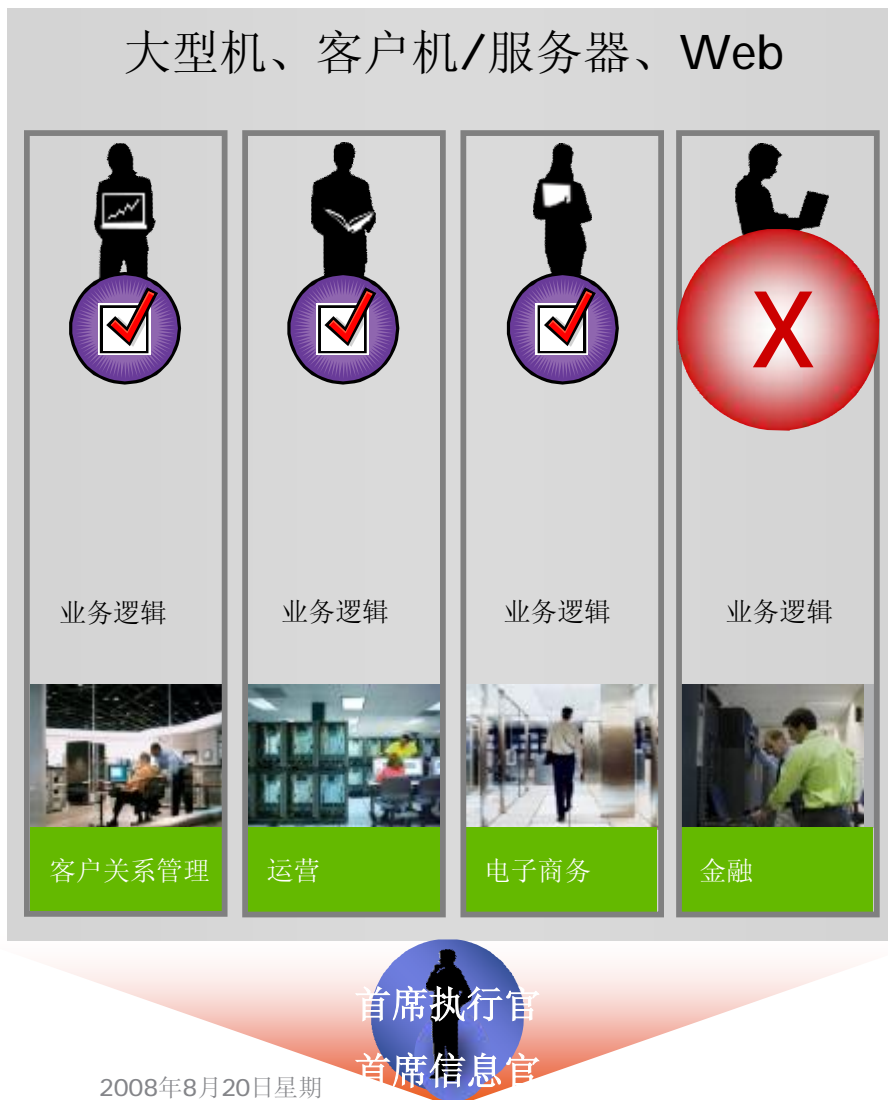 大型机、客户机/服务器、Web
X
业务逻辑 业务逻辑 业务逻辑 业务逻辑
客户关系管理 运营 电子商务 金融
首席执行官
首席信息官
2008年8月20日星期